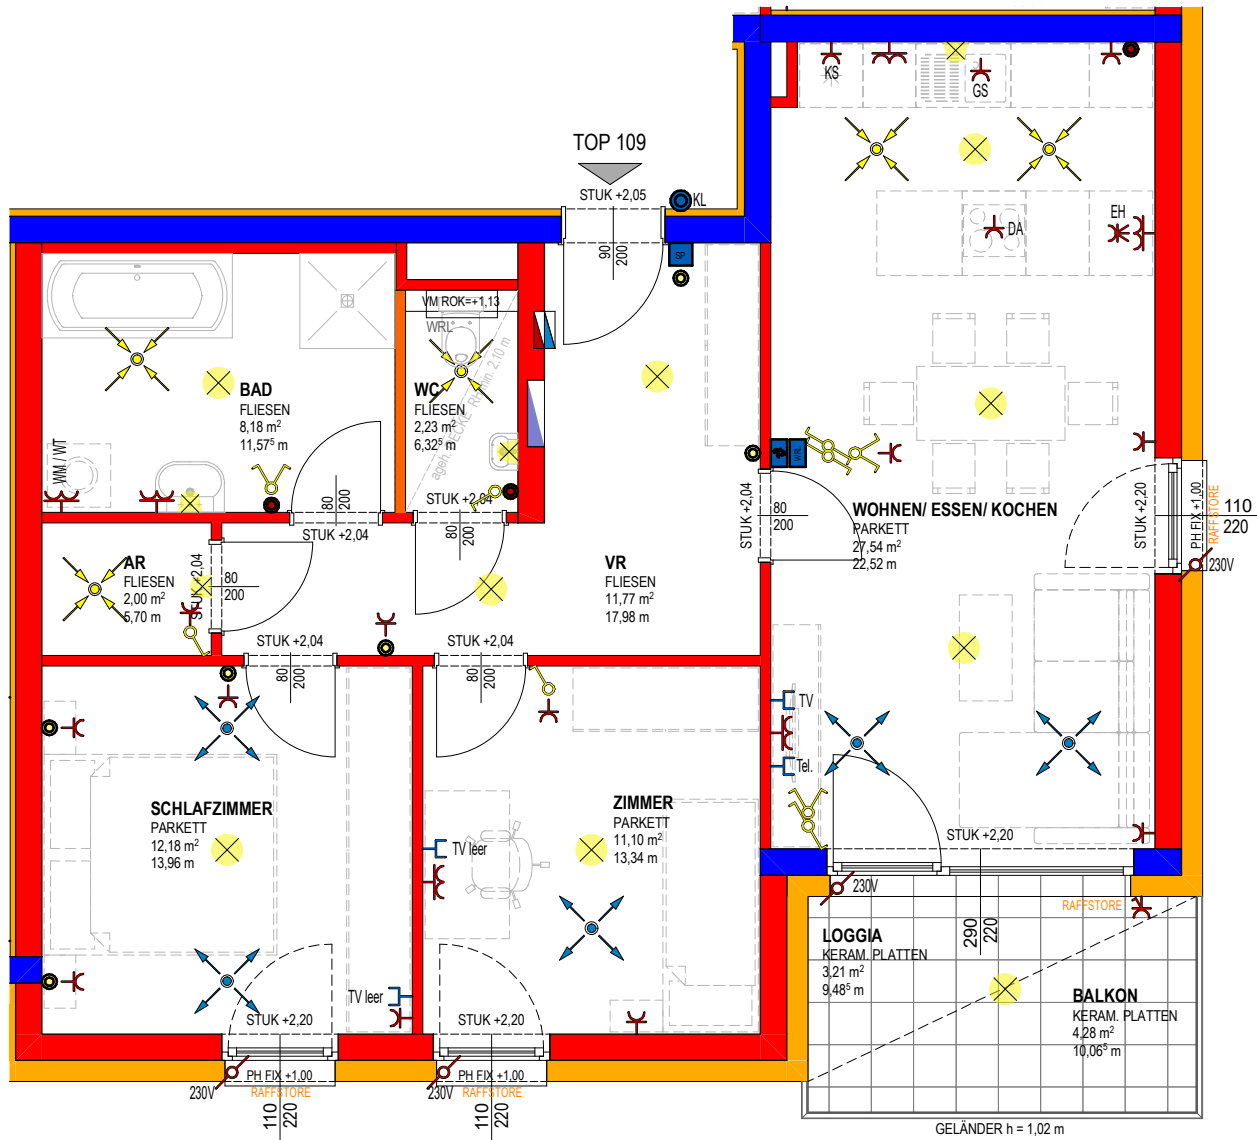 TOP 109
STUK +2,05
KL
90
200
SP
KS
GS
DA
EH
VM ROK=+1,13
WRL
abgeh. DECKE RH min. 2,10 m
BAD
FLIESEN
8,18 m²
11,57⁵ m
WM / WT
WC
FLIESEN
2,23 m²
6,32⁵ m
STUK +2,04
80
200
STUK +2,04
80
200
AR
FLIESEN
2,00 m²
5,70 m
STUK +2,04
80
200
VR
FLIESEN
11,77 m²
17,98 m
STUK +2,04
80
200
WRL
WOHNEN/ ESSEN/ KOCHEN
PARKETT
27,54 m²
22,52 m
STUK +2,20
PH FIX +1,00
RAFFSTORE
110
220
230V
STUK +2,04
80
200
STUK +2,04
80
200
TV
Tel.
SCHLAFZIMMER
PARKETT
12,18 m²
13,96 m
ZIMMER
PARKETT
11,10 m²
13,34 m
TV leer
TV leer
STUK +2,20
290
220
230V
RAFFSTORE
LOGGIA
KERAM. PLATTEN
3,21 m²
9,48⁵ m
BALKON
KERAM. PLATTEN
4,28 m²
10,06⁵ m
STUK +2,20
PH FIX +1,00
230V
RAFFSTORE
110
220
STUK +2,20
PH FIX +1,00
230V
RAFFSTORE
110
220
GELÄNDER h = 1,02 m